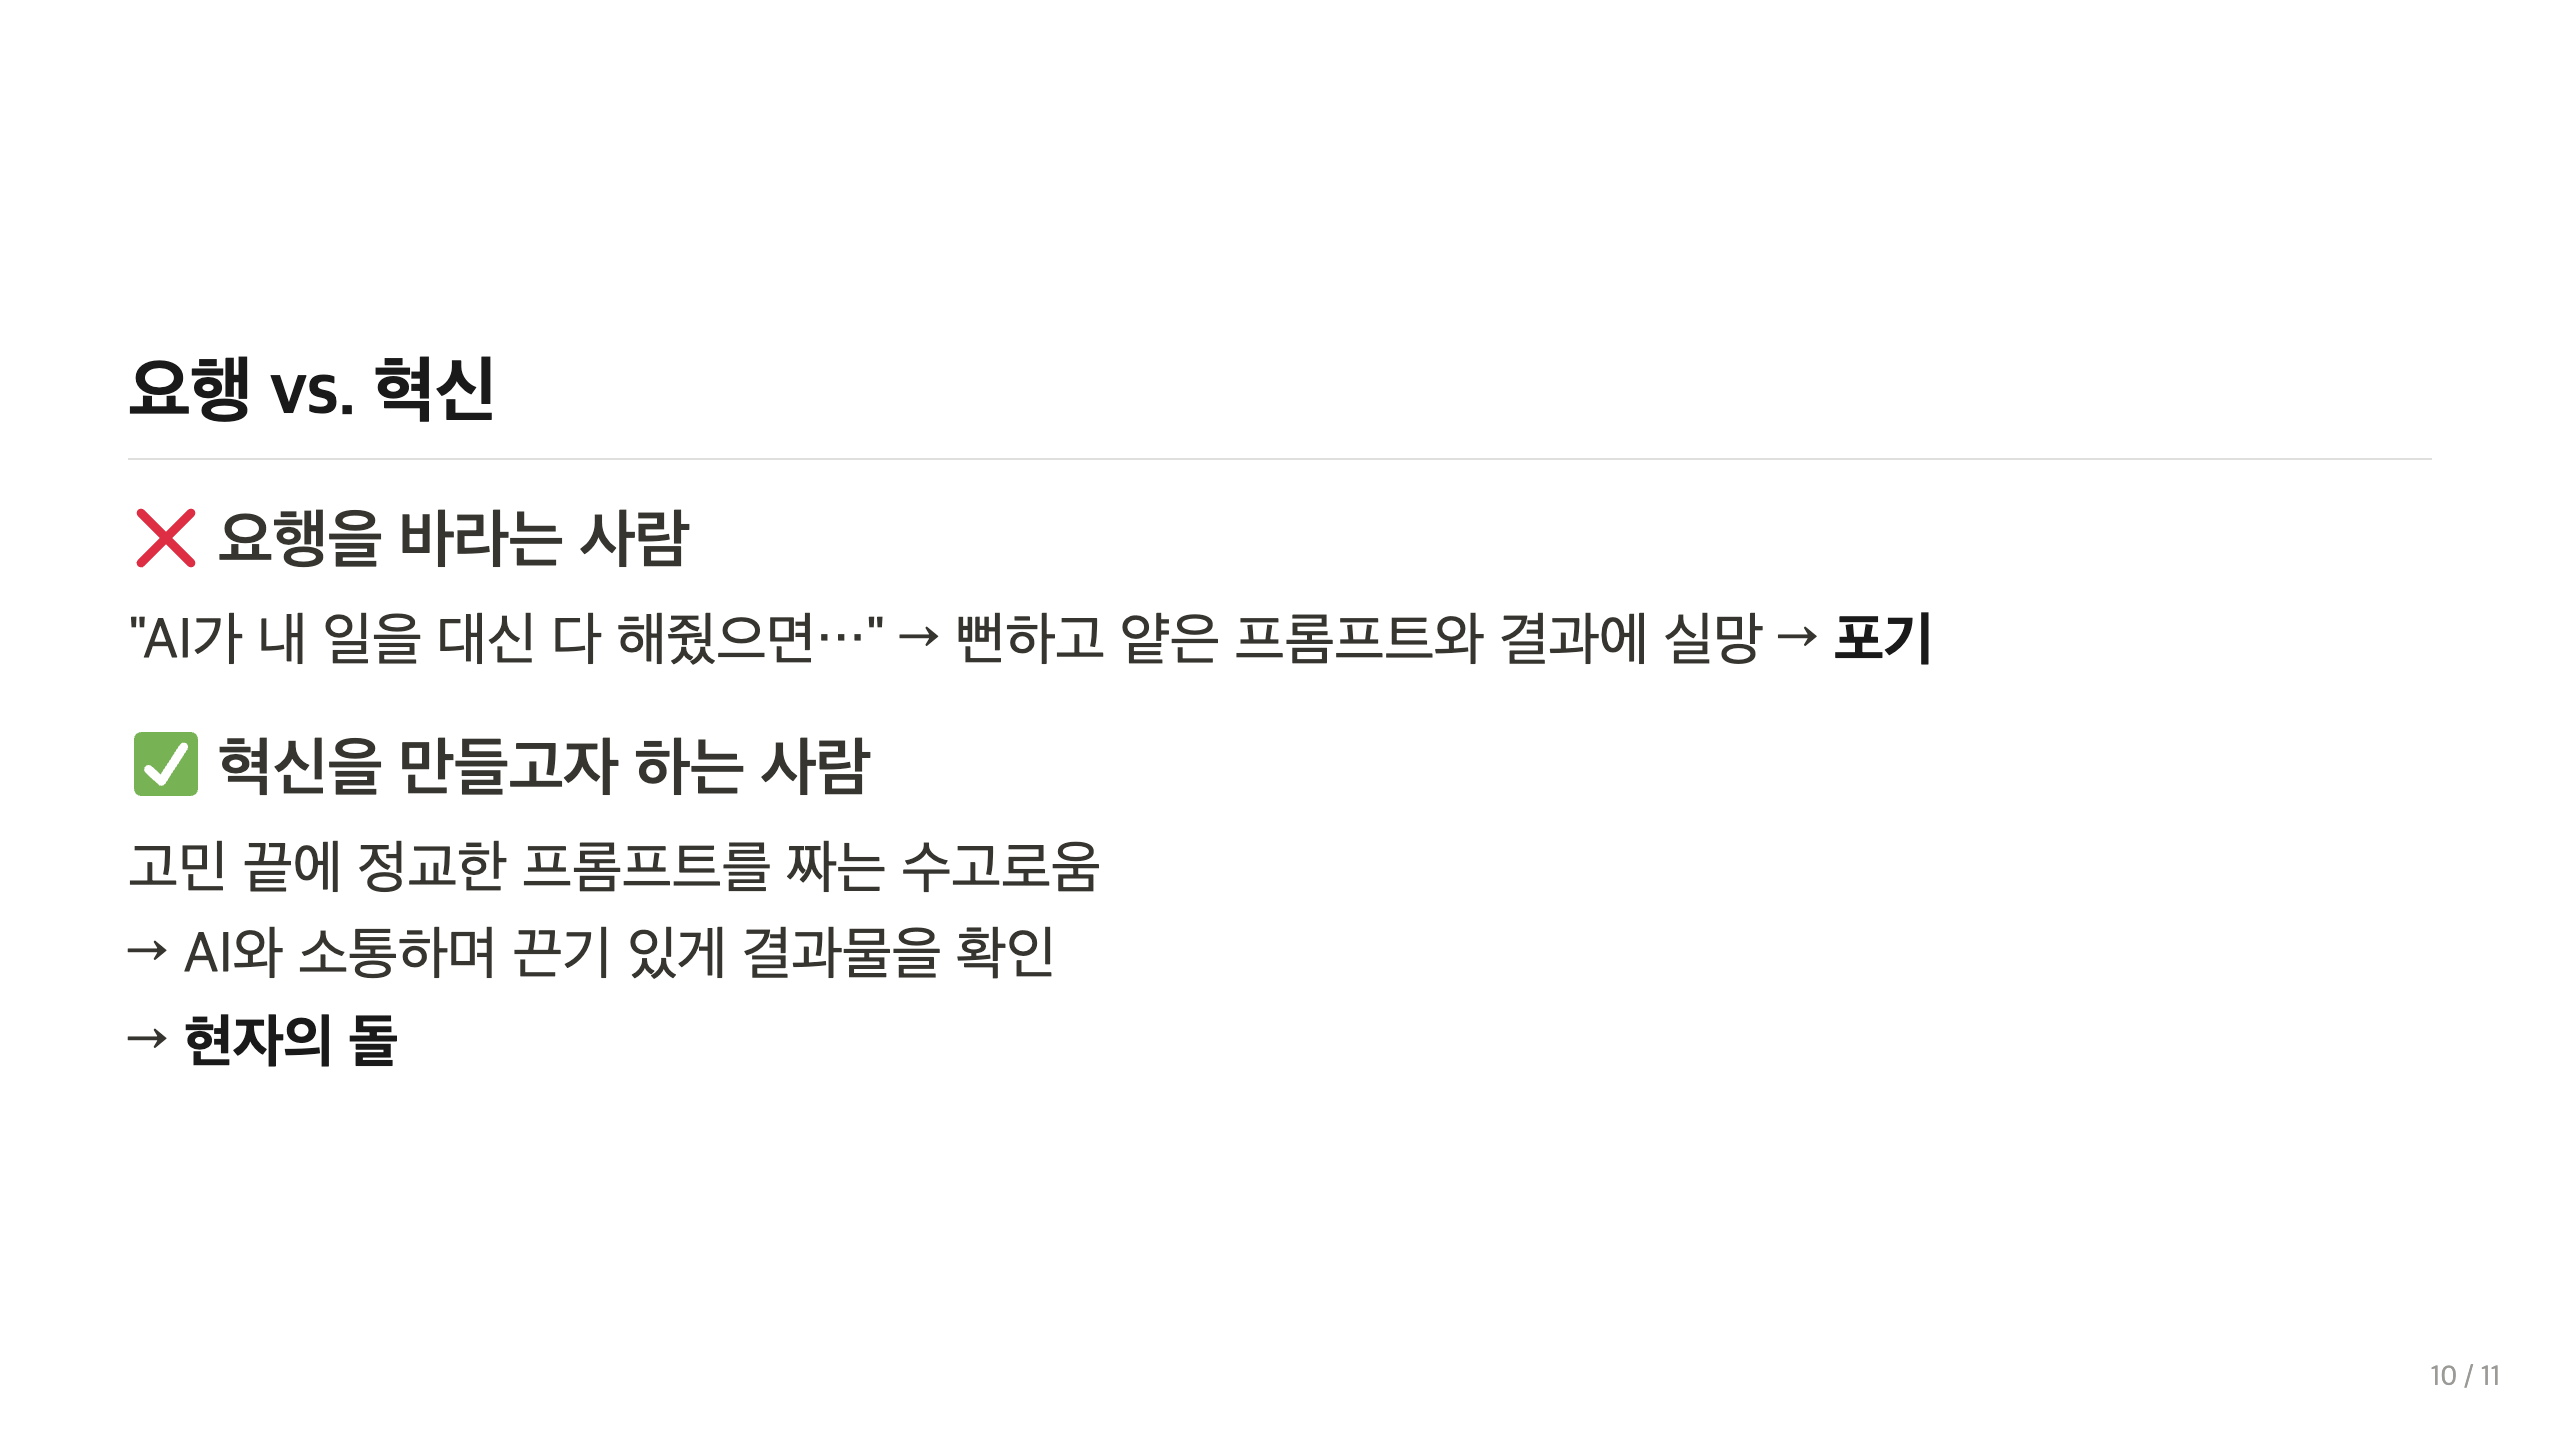 요행 vs. 혁신
❌ 요행을 바라는 사람
"AI가 내 일을 대신 다 해줬으면…" → 뻔하고 얕은 프롬프트와 결과에 실망 → 포기
✅ 혁신을 만들고자 하는 사람
고민 끝에 정교한 프롬프트를 짜는 수고로움
→ AI와 소통하며 끈기 있게 결과물을 확인
→ 현자의 돌
10 / 11